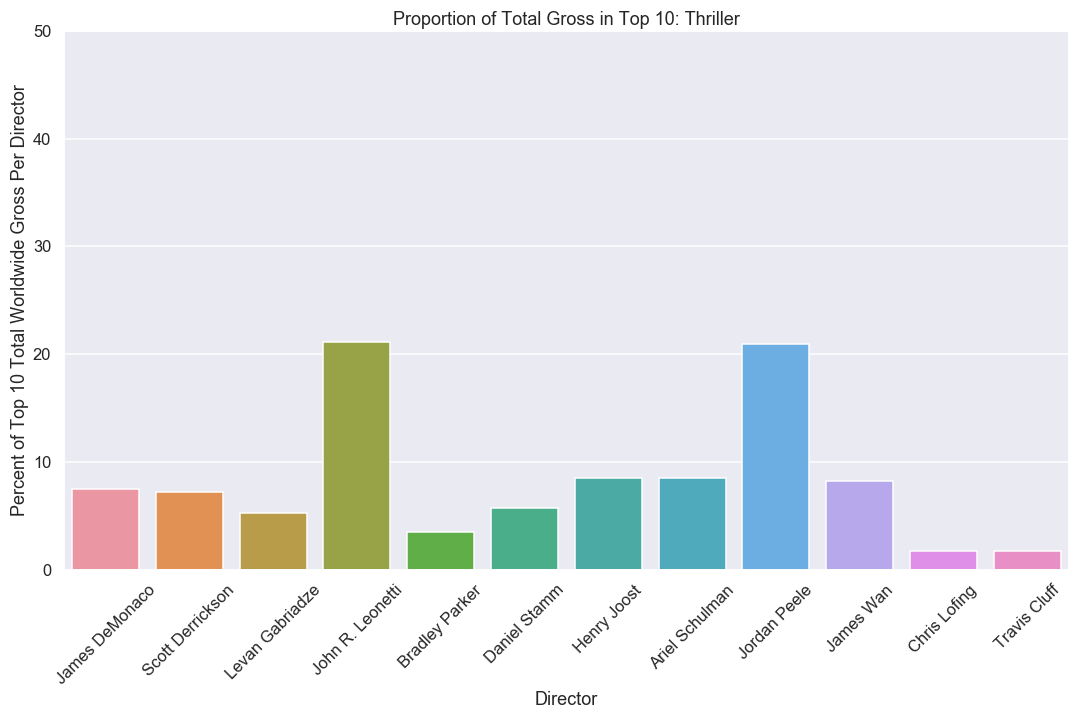 Proportion of Total Gross in Top 10: Thriller
Percent of Top 10 Total Worldwide Gross Per Director
50
40
30
20
10
0
James DeMonaco
Scott Derrickson
Levan Gabriadze
John R. Leonetti
Bradley Parker
Daniel Stamm
Henry Joost
Ariel Schulman
Jordan Peele
James Wan
Chris Lofing
Travis Cluff
Director